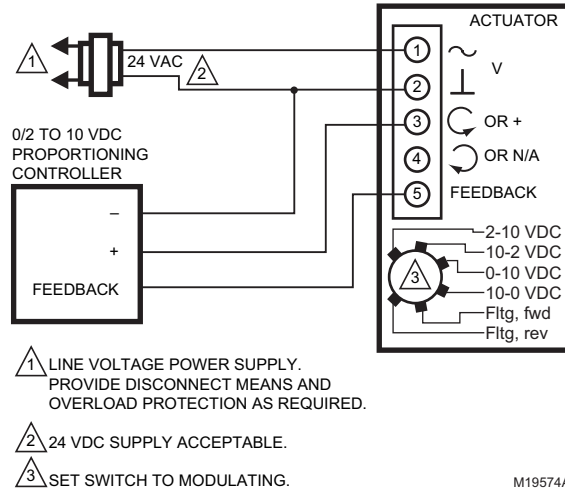 ACTUATOR
1
24 VAC
2
1
V
2
0/2 TO 10 VDC
PROPORTIONING
CONTROLLER
3
OR +
4
OR N/A
5
FEEDBACK
–
+
FEEDBACK
2-10 VDC
10-2 VDC
0-10 VDC
10-0 VDC
Fltg, fwd
Fltg, rev
3
1 LINE VOLTAGE POWER SUPPLY.
PROVIDE DISCONNECT MEANS AND
OVERLOAD PROTECTION AS REQUIRED.
2 24 VDC SUPPLY ACCEPTABLE.
3 SET SWITCH TO MODULATING.
M19574A